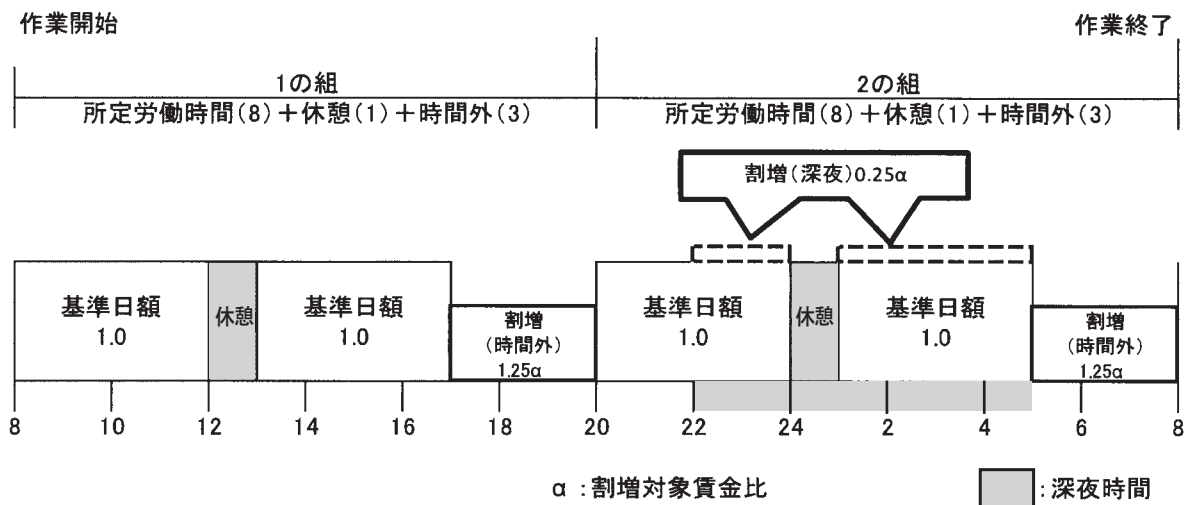 作業開始
作業終了
1の組
2の組
所定労働時間(8)+休憩(1)+時間外(3)
所定労働時間(8)+休憩(1)+時間外(3)
割増(深夜)0.25α
基準日額
1.0
休憩
基準日額
1.0
割増
(時間外)
1.25α
基準日額
1.0
休憩
基準日額
1.0
割増
(時間外)
1.25α
8 10 12 14 16 18 20 22 24 2 4 6 8
α:割増対象賃金比
:深夜時間